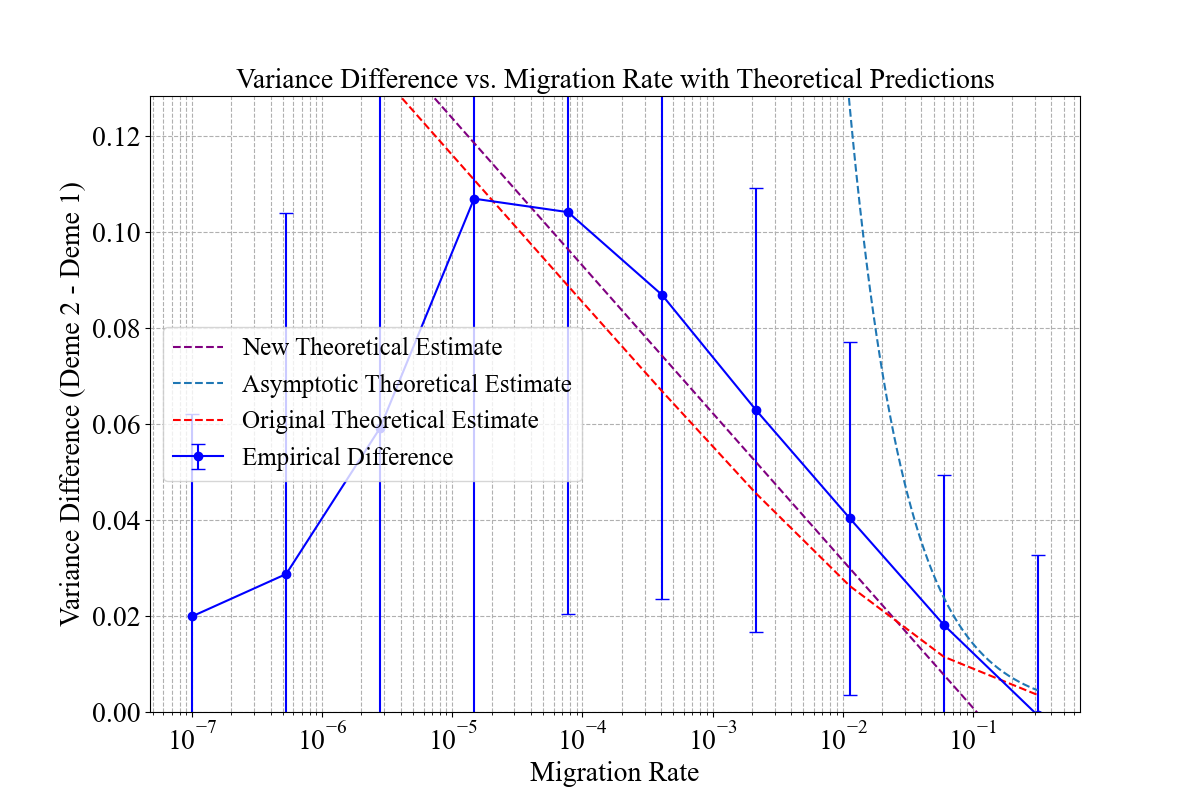 Variance Difference vs. Migration Rate with Theoretical Predictions
Variance Difference (Deme 2 - Deme 1)
0.12
0.10
0.08
0.06
0.04
0.02
0.00
New Theoretical Estimate
Asymptotic Theoretical Estimate
Original Theoretical Estimate
Empirical Difference
10⁻⁷ 10⁻⁶ 10⁻⁵ 10⁻⁴ 10⁻³ 10⁻² 10⁻¹
Migration Rate